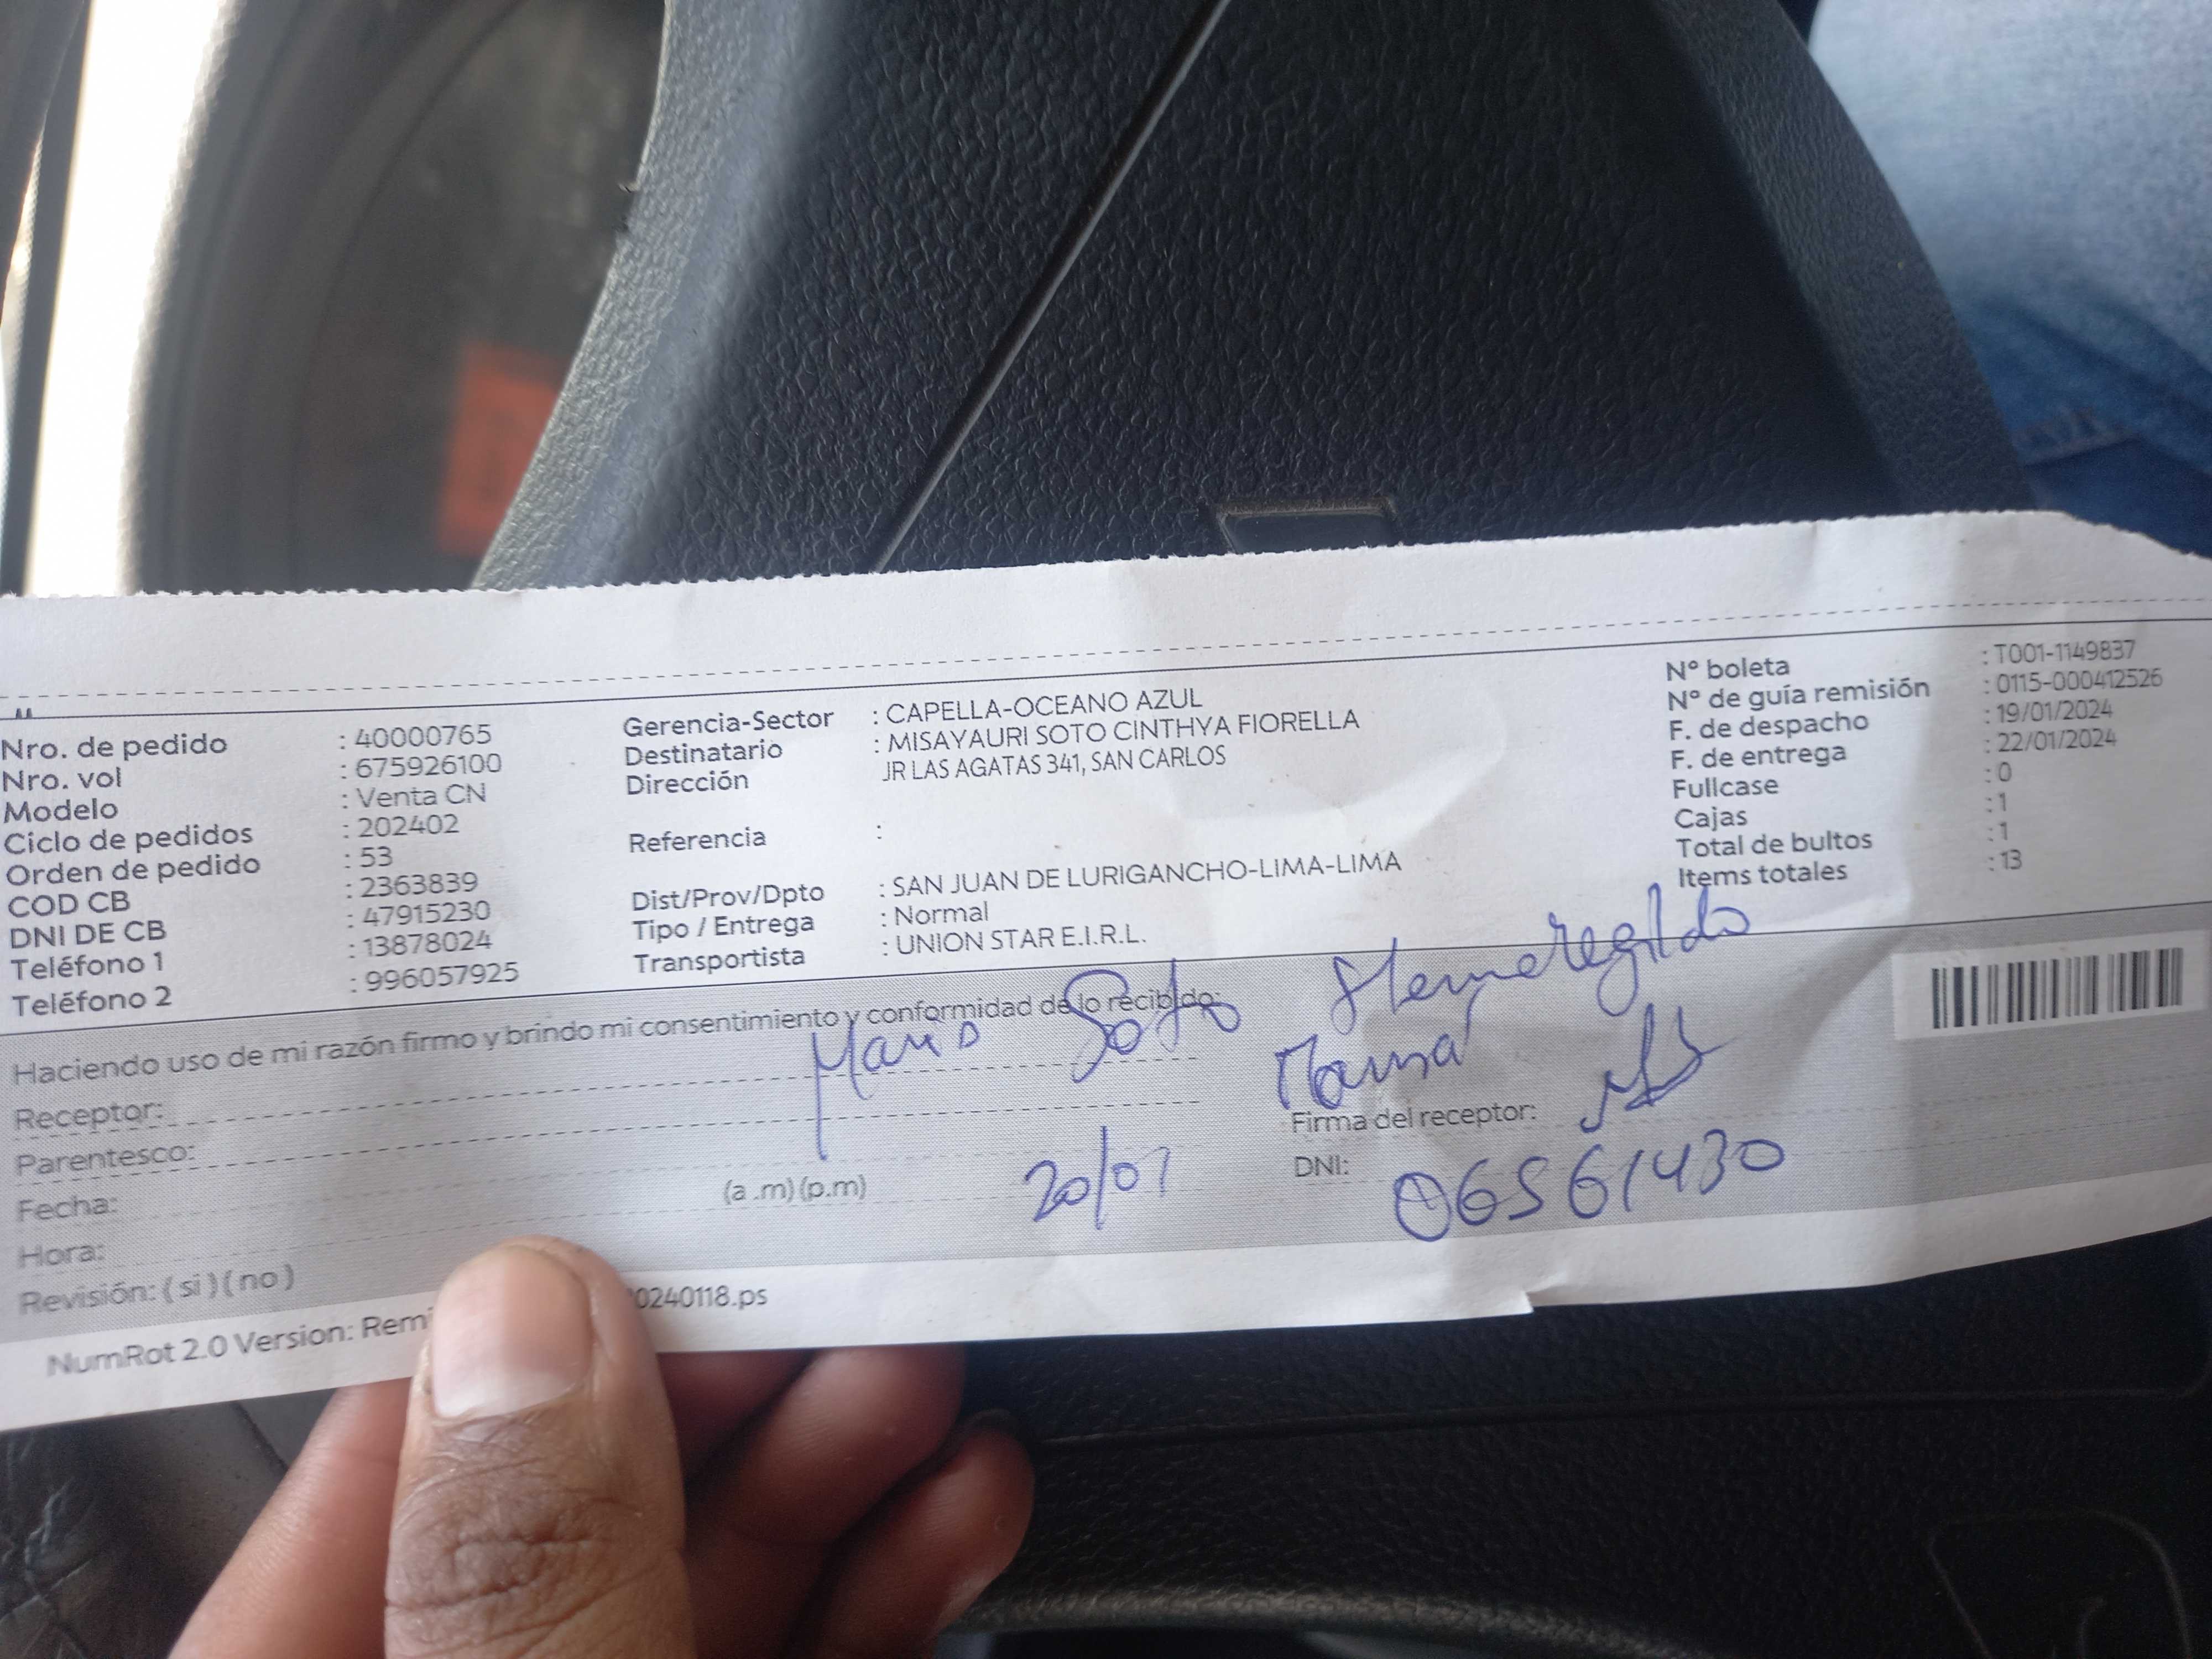 Nro. de pedido : 40000765
Nro. vol : 675926100
Modelo : Venta CN
Ciclo de pedidos : 202402
Orden de pedido : 53
COD CB : 2363839
DNI DE CB : 47915230
Teléfono 1 : 13878024
Teléfono 2 : 996057925
Gerencia-Sector : CAPELLA-OCEANO AZUL
Destinatario : MISAYAURI SOTO CINTHYA FIORELLA
Dirección JR LAS AGATAS 341, SAN CARLOS
Referencia :
Dist/Prov/Dpto : SAN JUAN DE LURIGANCHO-LIMA-LIMA
Tipo / Entrega : Normal
Transportista : UNION STAR E.I.R.L.
N° boleta : T001-1149837
N° de guía remisión : 0115-000412526
F. de despacho : 19/01/2024
F. de entrega : 22/01/2024
Fullcase : 0
Cajas : 1
Total de bultos : 1
Items totales : 13
Haciendo uso de mi razón firmo y brindo mi consentimiento y conformidad de lo recibido:
Receptor: Mario Soto Hemeregildo
Parentesco: Mamá
Firma del receptor:
Fecha: 20/01
DNI: 06561430
Hora: (a .m) (p.m)
Revisión: ( si ) ( no )
NumRot 2.0 Version: Remi 0240118.ps